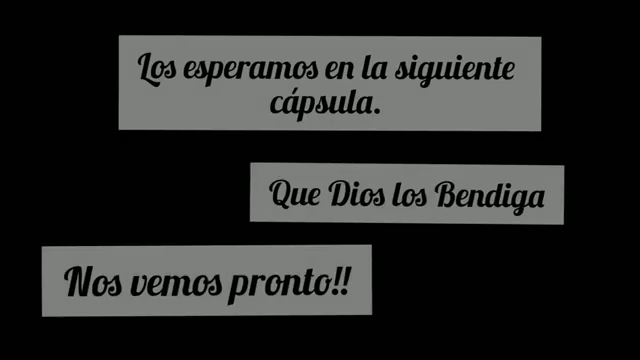 Los esperamos en la siguiente
cápsula.
Que Dios los Bendiga
Nos vemos pronto!!